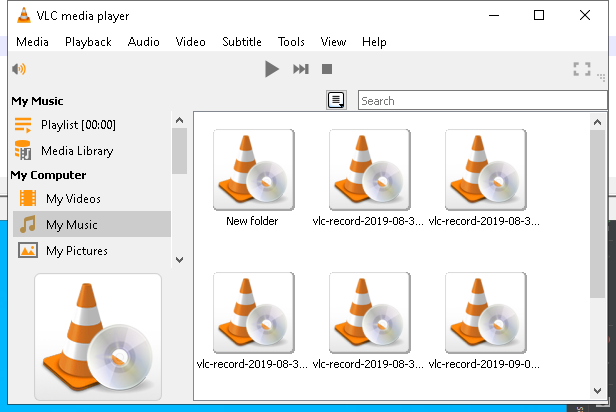 VLC media player
Media Playback Audio Video Subtitle Tools View Help
My Music
Search
Playlist [00:00]
Media Library
My Computer
My Videos
My Music
My Pictures
New folder
vlc-record-2019-08-3...
vlc-record-2019-08-3...
vlc-record-2019-08-3...
vlc-record-2019-08-3...
vlc-record-2019-09-0...